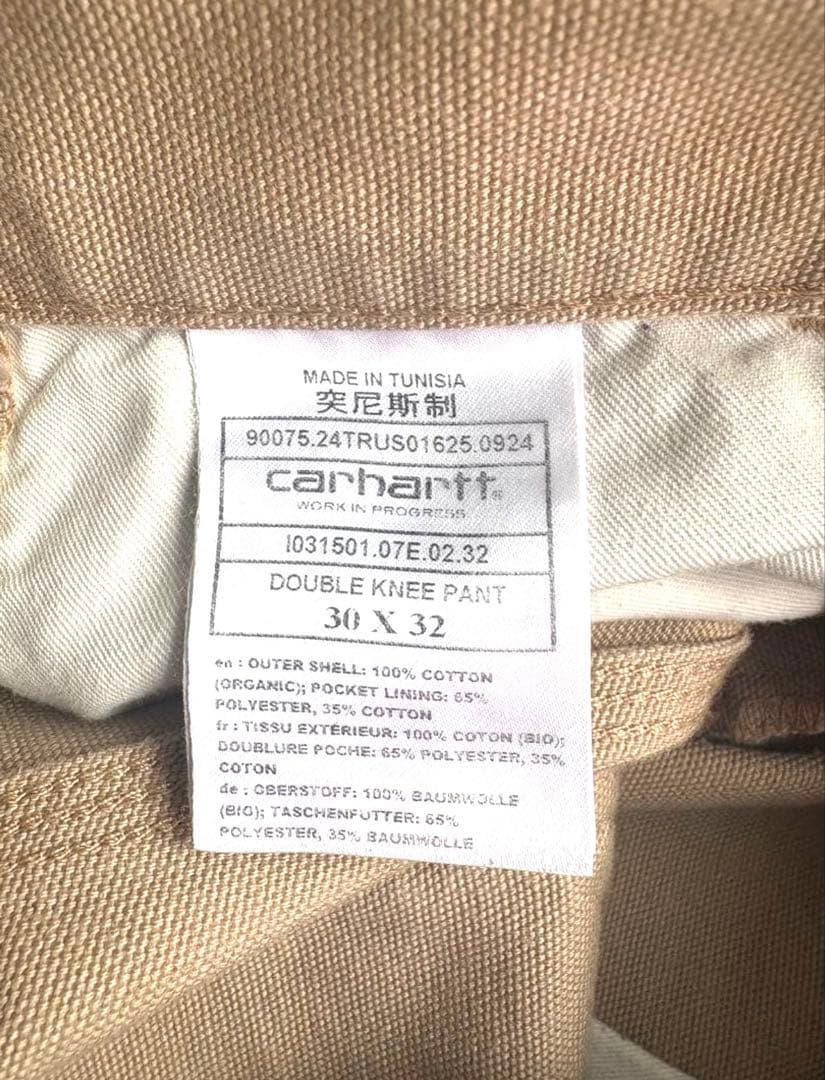 MADE IN TUNISIA
突尼斯制
90075.24TRUS01625.0924
carhartt®
WORK IN PROGRESS
I031501.07E.02.32
DOUBLE KNEE PANT
30 X 32
en : OUTER SHELL: 100% COTTON
(ORGANIC); POCKET LINING: 65%
POLYESTER, 35% COTTON
fr : TISSU EXTÉRIEUR: 100% COTON (BIO);
DOUBLURE POCHE: 65% POLYESTER, 35%
COTON
de : OBERSTOFF: 100% BAUMWOLLE
(BIO); TASCHENFUTTER: 65%
POLYESTER, 35% BAUMWOLLE